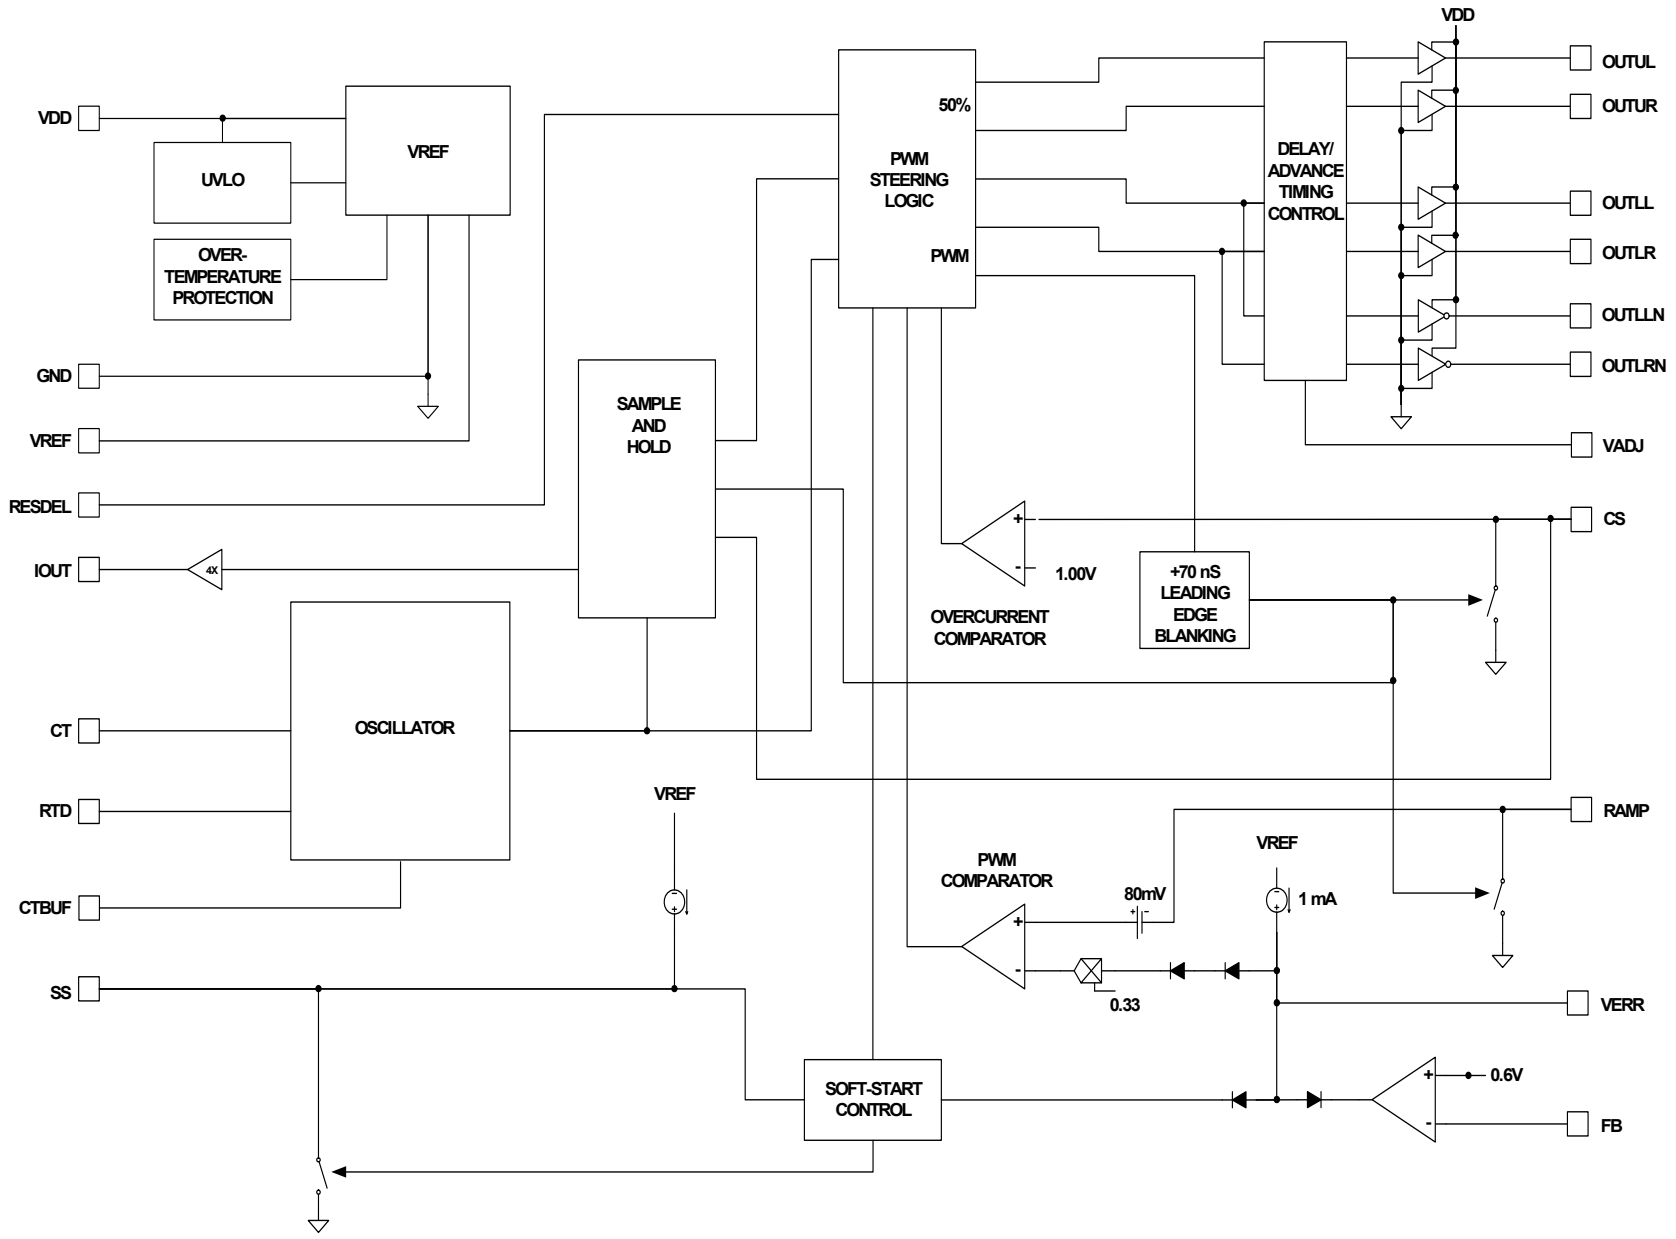 VDD
OUTUL
50%
OUTUR
VDD
VREF
UVLO
PWM
STEERING
LOGIC
DELAY/
ADVANCE
TIMING
CONTROL
OUTLL
OVER-
TEMPERATURE
PROTECTION
PWM
OUTLR
OUTLLN
OUTLRN
GND
SAMPLE
AND
HOLD
VREF
VADJ
RESDEL
+
CS
IOUT
4X
-
1.00V
+70 nS
LEADING
EDGE
BLANKING
OVERCURRENT
COMPARATOR
CT
OSCILLATOR
VREF
RTD
RAMP
VREF
PWM
COMPARATOR
80mV
+
-
-
+
1 mA
-
+
CTBUF
+
-
0.33
SS
VERR
SOFT-START
CONTROL
+
0.6V
-
FB